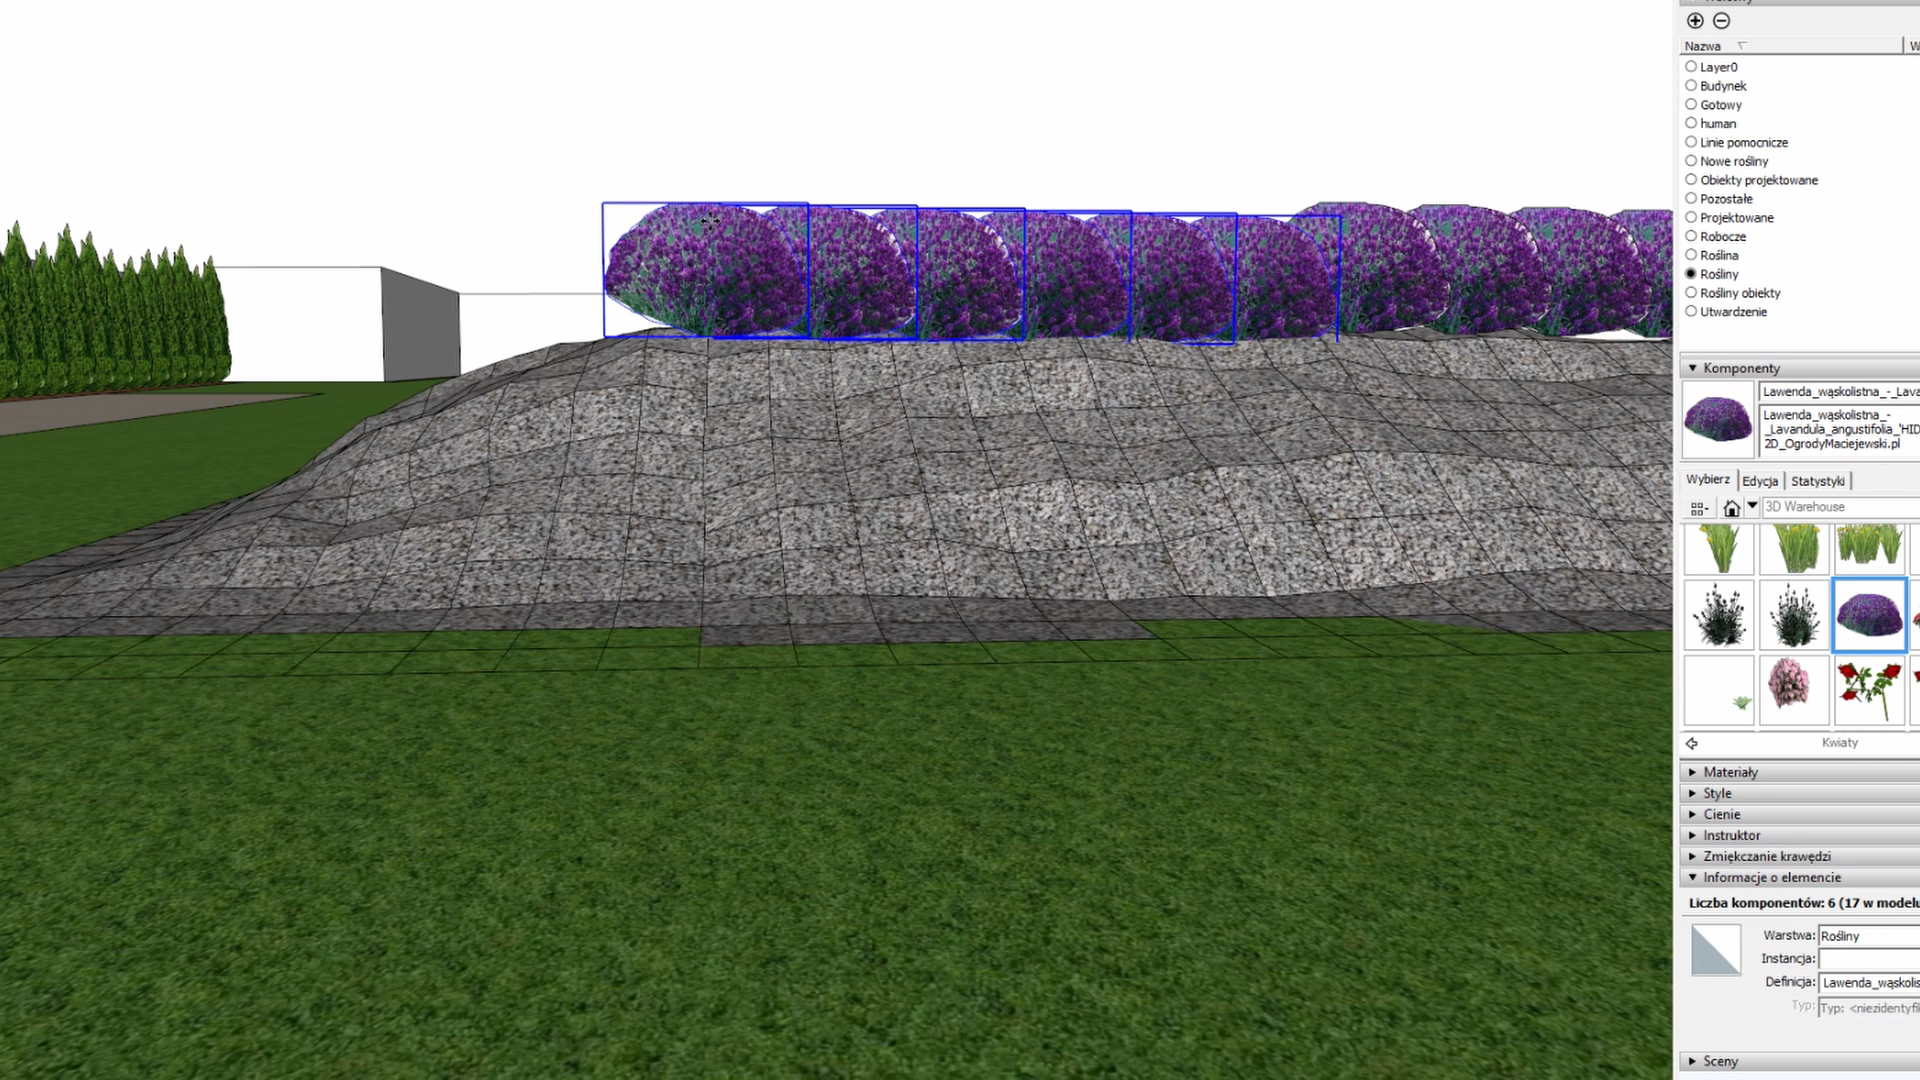 Nazwa
Layer0
Budynek
Gotowy
human
Linie pomocnicze
Nowe rośliny
Obiekty projektowane
Pozostałe
Projektowane
Robocze
Roślina
Rośliny
Rośliny obiekty
Utwardzenie
Komponenty
Lawenda_wąskolistna_-_Lava
Lawenda_wąskolistna_-
_Lavandula_angustifolia_'HID
2D_OgrodyMaciejewski.pl
Wybierz Edycja Statystyki
3D Warehouse
Kwiaty
Materiały
Style
Cienie
Instruktor
Zmiękczanie krawędzi
Informacje o elemencie
Liczba komponentów: 6 (17 w modelu
Warstwa: Rośliny
Instancja:
Definicja: Lawenda_wąskolis
Typ: Typ: <niezidentyfik
Sceny